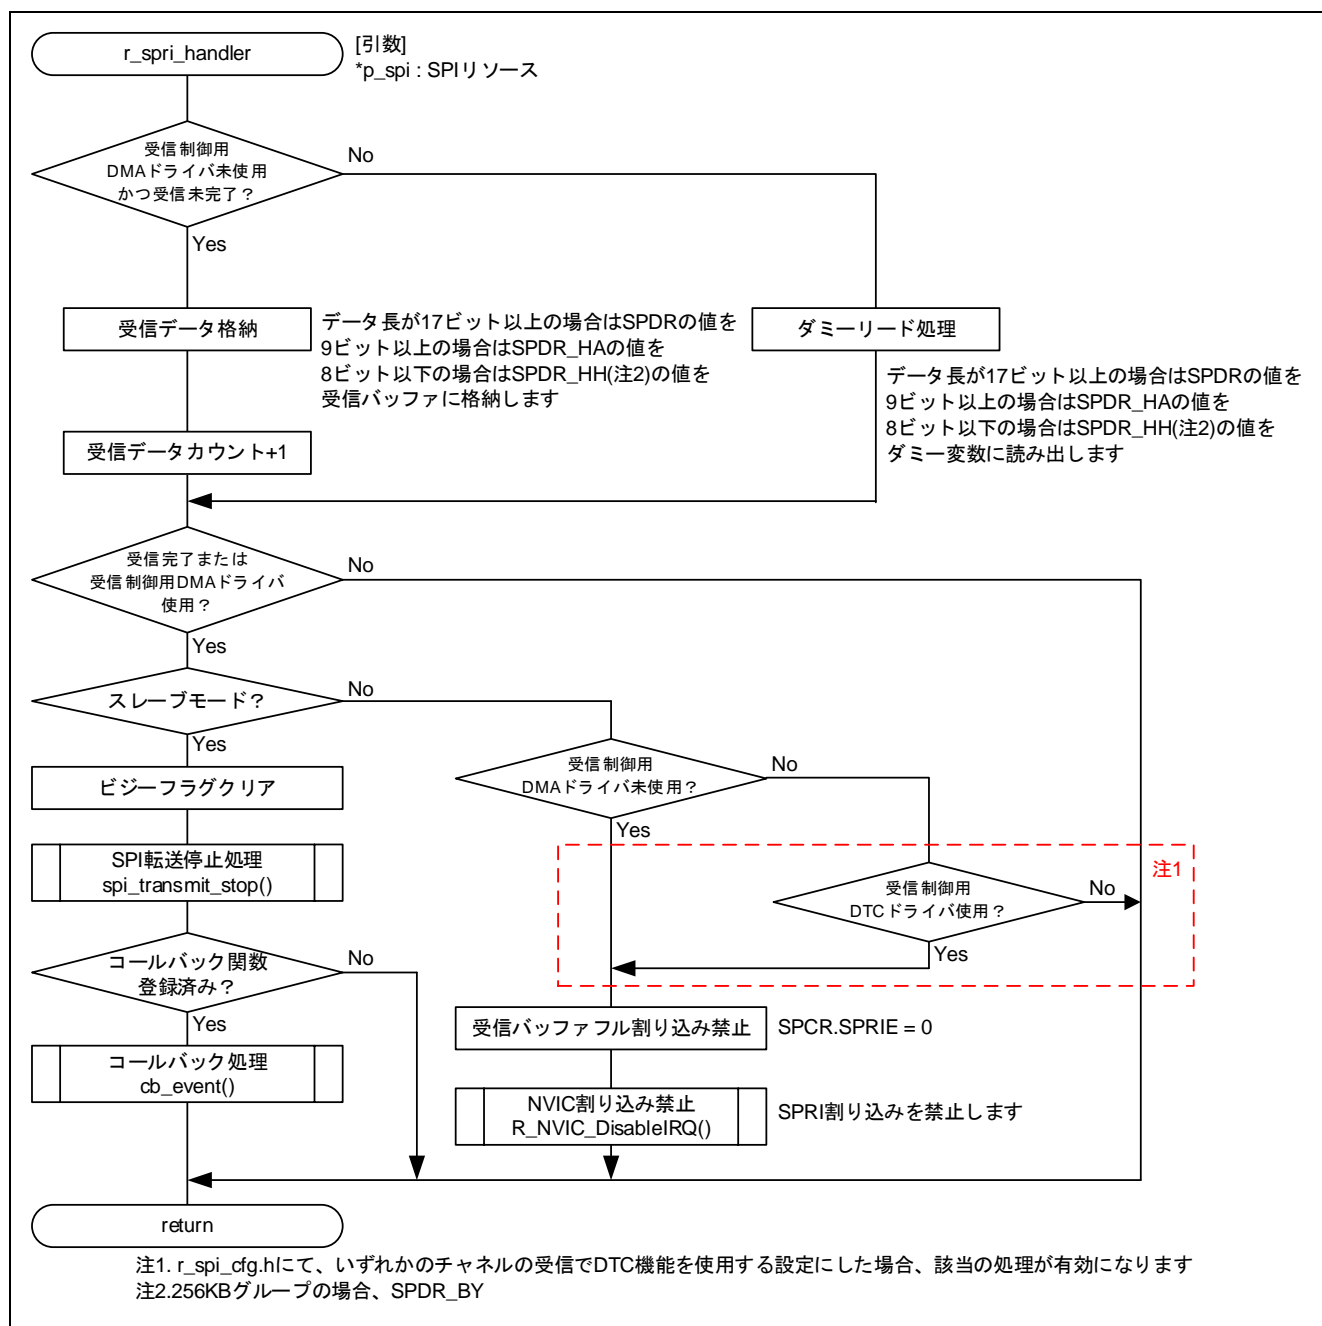 r_spri_handler
[引数]
*p_spi : SPIリソース
受信制御用
DMAドライバ未使用
かつ受信未完了？
No
Yes
受信データ格納
データ長が17ビット以上の場合はSPDRの値を
9ビット以上の場合はSPDR_HAの値を
8ビット以下の場合はSPDR_HH(注2)の値を
受信バッファに格納します
ダミーリード処理
データ長が17ビット以上の場合はSPDRの値を
9ビット以上の場合はSPDR_HAの値を
8ビット以下の場合はSPDR_HH(注2)の値を
ダミー変数に読み出します
受信データカウント+1
受信完了または
受信制御用DMAドライバ
使用？
No
Yes
スレーブモード？
No
Yes
ビジーフラグクリア
受信制御用
DMAドライバ未使用？
No
Yes
SPI転送停止処理
spi_transmit_stop()
注1
受信制御用
DTCドライバ使用？
No
Yes
コールバック関数
登録済み？
No
Yes
受信バッファフル割り込み禁止
SPCR.SPRIE = 0
コールバック処理
cb_event()
NVIC割り込み禁止
R_NVIC_DisableIRQ()
SPRI割り込みを禁止します
return
注1. r_spi_cfg.hにて、いずれかのチャネルの受信でDTC機能を使用する設定にした場合、該当の処理が有効になります
注2.256KBグループの場合、SPDR_BY